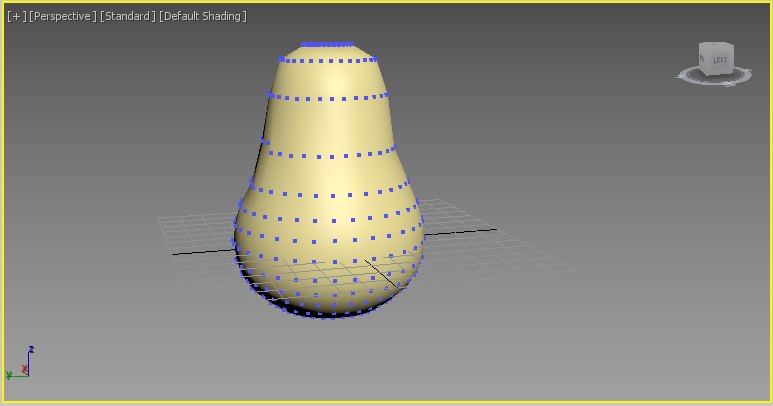 [+] [Perspective] [Standard] [Default Shading]
LEFT
z
x
y